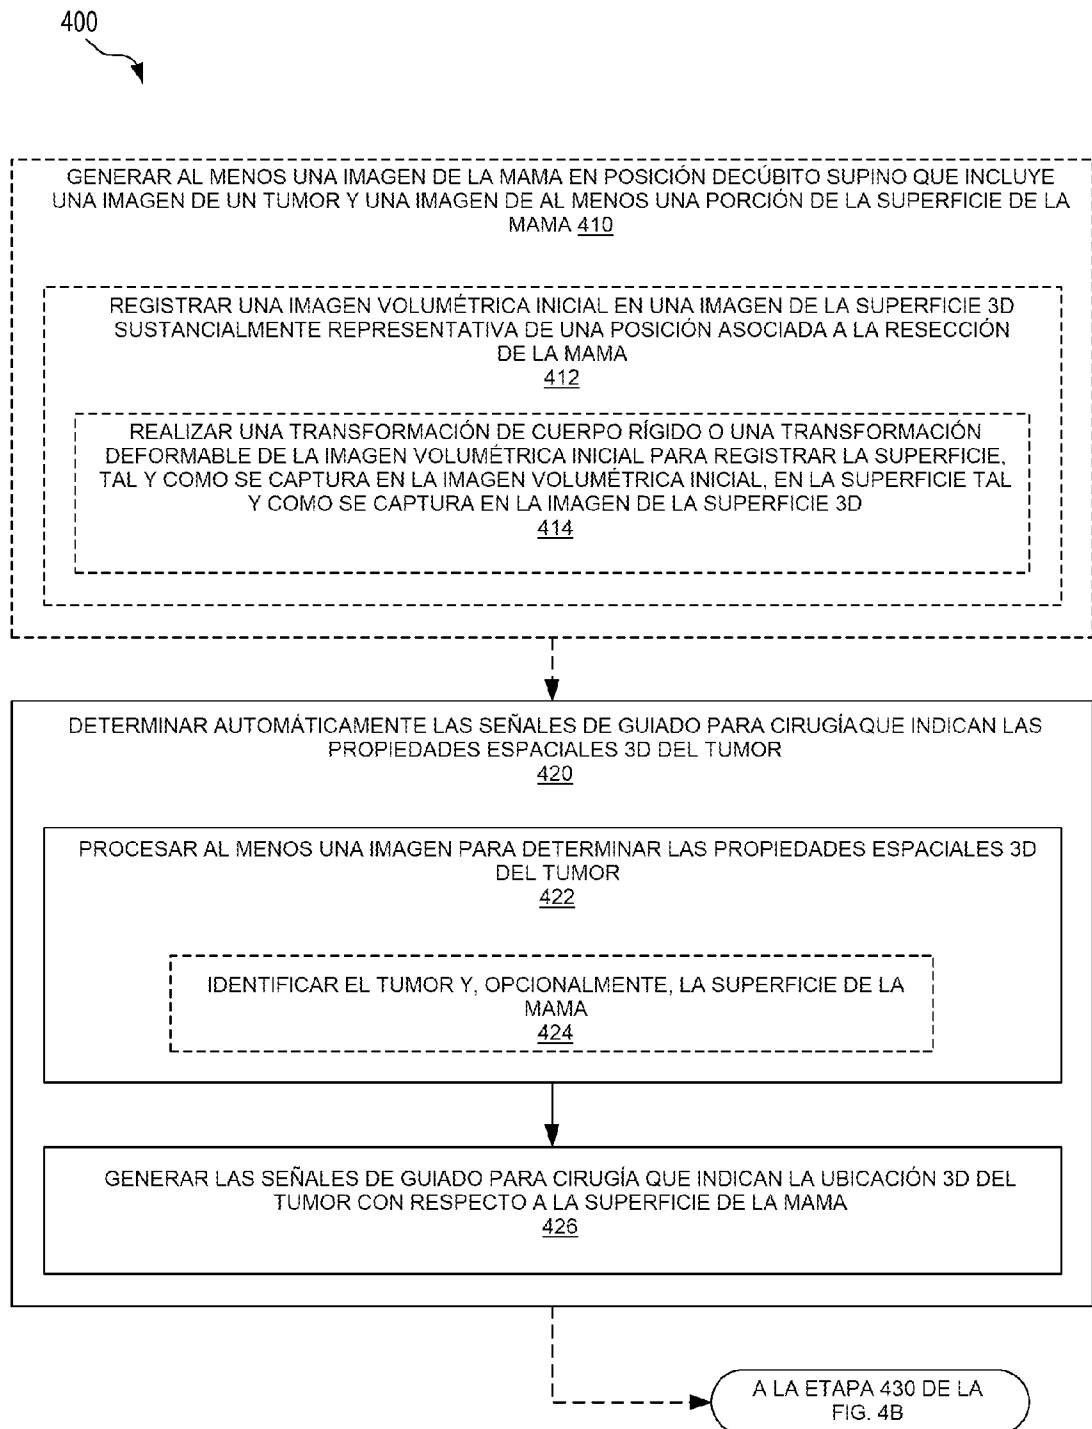 400
GENERAR AL MENOS UNA IMAGEN DE LA MAMA EN POSICIÓN DECÚBITO SUPINO QUE INCLUYE
UNA IMAGEN DE UN TUMOR Y UNA IMAGEN DE AL MENOS UNA PORCIÓN DE LA SUPERFICIE DE LA
MAMA 410
REGISTRAR UNA IMAGEN VOLUMÉTRICA INICIAL EN UNA IMAGEN DE LA SUPERFICIE 3D
SUSTANCIALMENTE REPRESENTATIVA DE UNA POSICIÓN ASOCIADA A LA RESECCIÓN
DE LA MAMA
412
REALIZAR UNA TRANSFORMACIÓN DE CUERPO RÍGIDO O UNA TRANSFORMACIÓN
DEFORMABLE DE LA IMAGEN VOLUMÉTRICA INICIAL PARA REGISTRAR LA SUPERFICIE,
TAL Y COMO SE CAPTURA EN LA IMAGEN VOLUMÉTRICA INICIAL, EN LA SUPERFICIE TAL
Y COMO SE CAPTURA EN LA IMAGEN DE LA SUPERFICIE 3D
414
DETERMINAR AUTOMÁTICAMENTE LAS SEÑALES DE GUIADO PARA CIRUGÍA QUE INDICAN LAS
PROPIEDADES ESPACIALES 3D DEL TUMOR
420
PROCESAR AL MENOS UNA IMAGEN PARA DETERMINAR LAS PROPIEDADES ESPACIALES 3D
DEL TUMOR
422
IDENTIFICAR EL TUMOR Y, OPCIONALMENTE, LA SUPERFICIE DE LA
MAMA
424
GENERAR LAS SEÑALES DE GUIADO PARA CIRUGÍA QUE INDICAN LA UBICACIÓN 3D DEL
TUMOR CON RESPECTO A LA SUPERFICIE DE LA MAMA
426
A LA ETAPA 430 DE LA
FIG. 4B